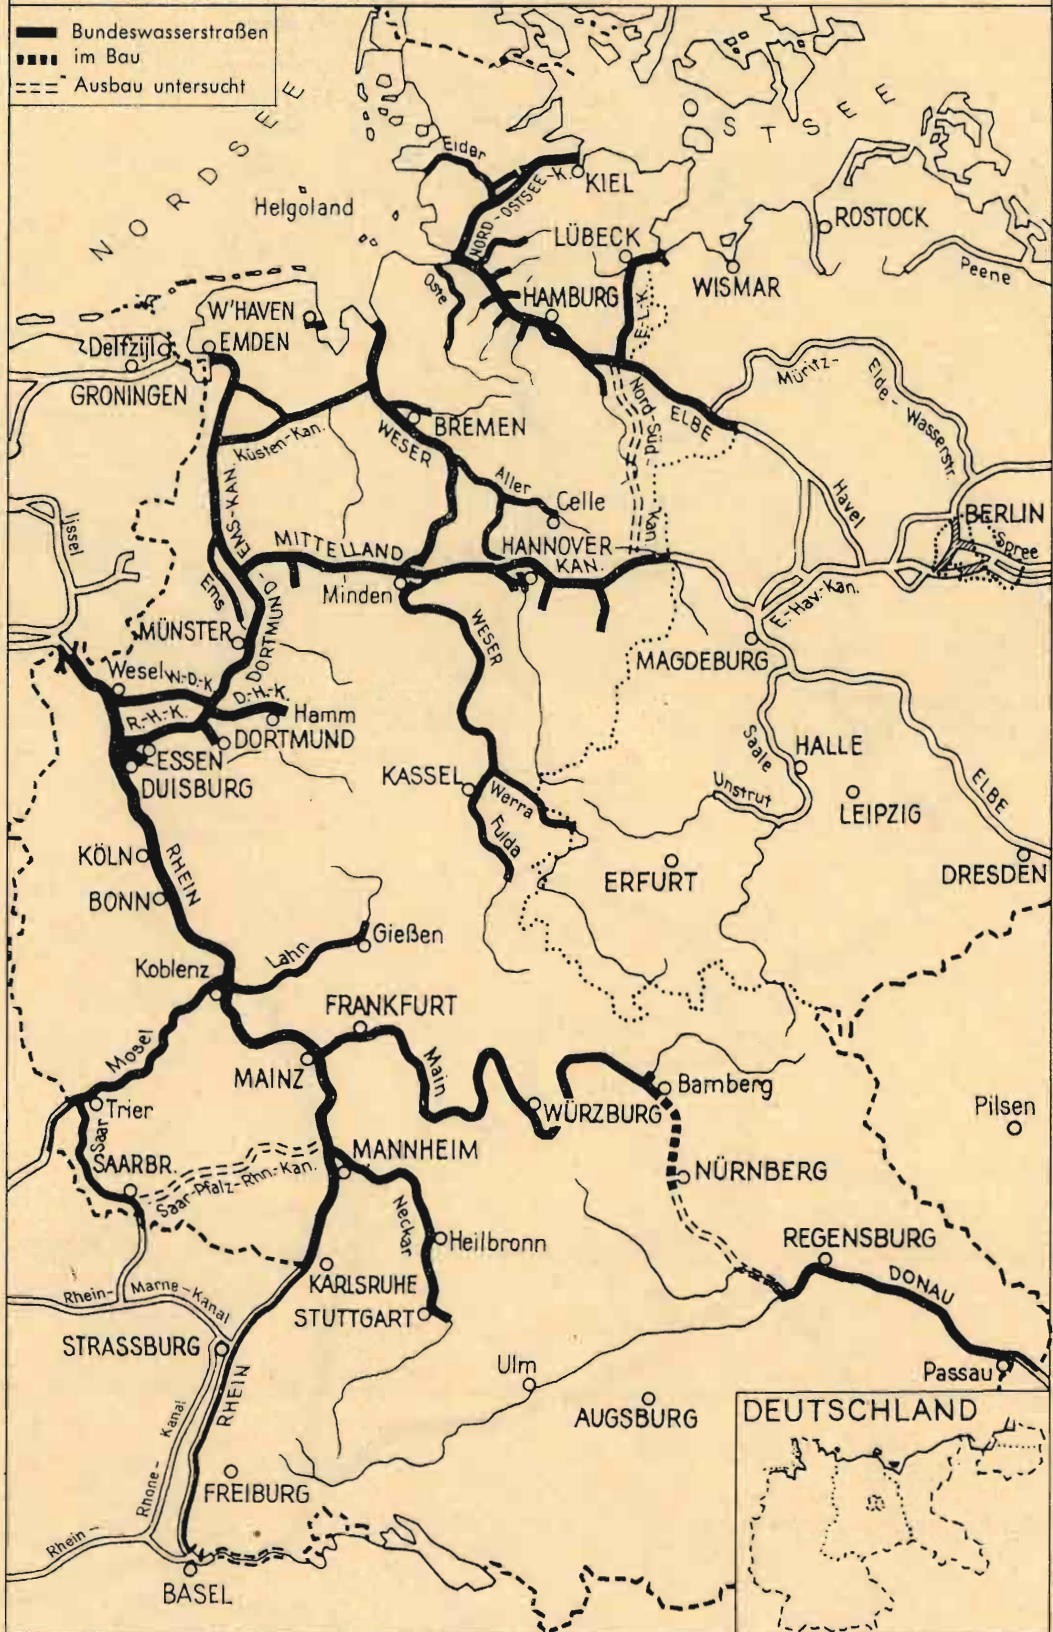 Bundeswasserstraßen
im Bau
Ausbau untersucht
NORDSEE
OSTSEE
Eider
NORD-OSTSEE-K.
KIEL
Helgoland
LÜBECK
ROSTOCK
Oste
HAMBURG
E-L-K
WISMAR
Peene
W'HAVEN
EMDEN
Delfzijl
GRONINGEN
Müritz-
Elde-
Wasserstr.
Nord-Süd-Kan.
ELBE
Küsten-Kan.
WESER
BREMEN
Aller
Celle
Havel
BERLIN
Spree
Ijssel
EMS-KAN.
MITTELLAND
HANNOVER
KAN.
Minden
Ems
DORTMUND-
E.-Hav.-Kan.
MÜNSTER
WESER
MAGDEBURG
Wesel
W.-D.-K.
D.-H.-K.
R.-H.-K.
Hamm
DORTMUND
ESSEN
DUISBURG
KASSEL
Werra
Fulda
Saale
HALLE
Unstrut
LEIPZIG
ELBE
KÖLN
RHEIN
BONN
ERFURT
DRESDEN
Koblenz
Lahn
Gießen
FRANKFURT
Mosel
MAINZ
Main
Bamberg
Trier
WÜRZBURG
Pilsen
Saar
SAARBR.
Saar-Pfalz-Rhn.-Kan.
MANNHEIM
NÜRNBERG
Neckar
Heilbronn
REGENSBURG
KARLSRUHE
DONAU
Rhein-Marne-Kanal
STUTTGART
STRASSBURG
Ulm
Passau
RHEIN
AUGSBURG
DEUTSCHLAND
Rhein-Rhone-Kanal
FREIBURG
BASEL